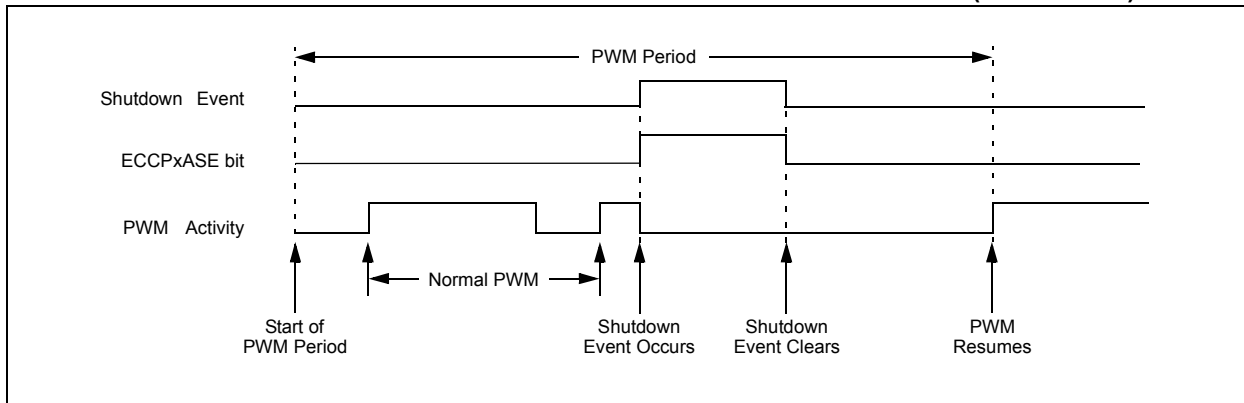 PWM Period
Shutdown Event
ECCPxASE bit
PWM Activity
Normal PWM
Start of
PWM Period
Shutdown
Event Occurs
Shutdown
Event Clears
PWM
Resumes